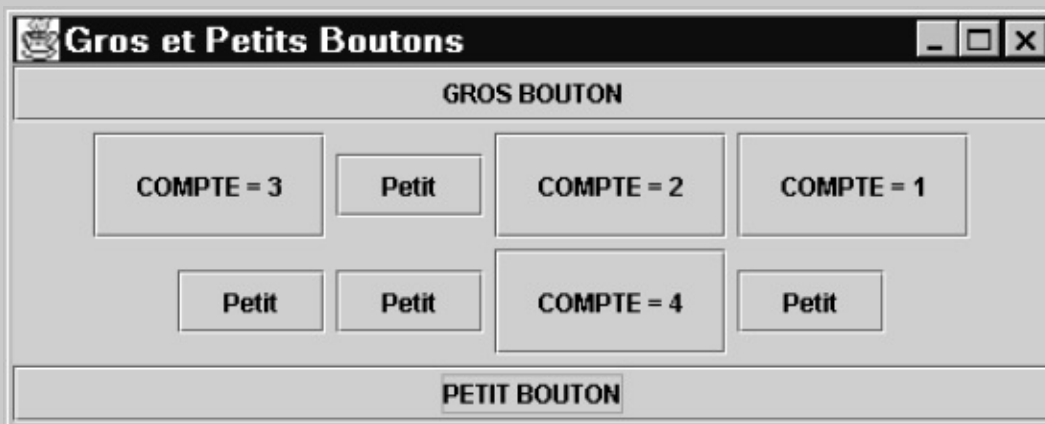 Gros et Petits Boutons
GROS BOUTON
COMPTE = 3 Petit COMPTE = 2 COMPTE = 1
Petit Petit COMPTE = 4 Petit
PETIT BOUTON